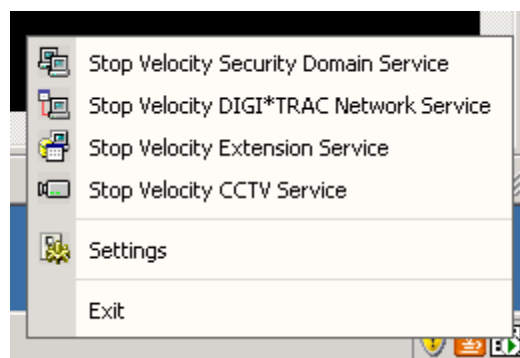 Stop Velocity Security Domain Service
Stop Velocity DIGI*TRAC Network Service
Stop Velocity Extension Service
Stop Velocity CCTV Service
Settings
Exit